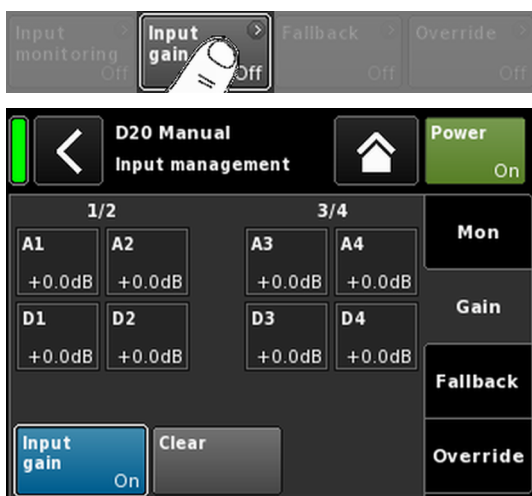 Input monitoring Off
Input gain Off
Fallback Off
Override Off
D20 Manual
Input management
Power On
1/2 3/4
A1 A2 A3 A4
+0.0dB +0.0dB +0.0dB +0.0dB
D1 D2 D3 D4
+0.0dB +0.0dB +0.0dB +0.0dB
Mon
Gain
Fallback
Override
Input gain On
Clear